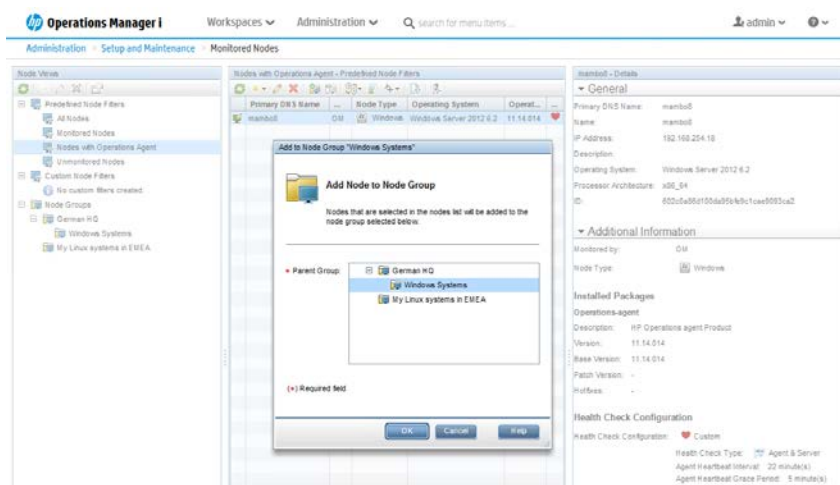 hp Operations Manager i
Workspaces
Administration
search for menu items ...
admin
Administration
Setup and Maintenance
Monitored Nodes
Node Views
Predefined Node Filters
All Nodes
Monitored Nodes
Nodes with Operations Agent
Unmonitored Nodes
Custom Node Filters
No custom filters created
Node Groups
German HQ
Windows Systems
My Linux systems in EMEA
Nodes with Operations Agent - Predefined Node Filters
Primary DNS Name ... Node Type Operating System Operat...
mambo8 OM Windows Windows Server 2012 6.2 11.14.014
Add to Node Group "Windows Systems"
Add Node to Node Group
Nodes that are selected in the nodes list will be added to the
node group selected below.
* Parent Group:
German HQ
Windows Systems
My Linux systems in EMEA
(*) Required field
OK Cancel Help
mambo8 - Details
General
Primary DNS Name: mambo8
Name: mambo8
IP Address: 192.168.254.18
Description:
Operating System: Windows Server 2012 6.2
Processor Architecture: x86_64
ID:
Additional Information
Monitored by: OM
Node Type: Windows
Installed Packages
Operations-agent
Description: HP Operations agent Product
Version: 11.14.014
Base Version: 11.14.014
Patch Version: -
Hotfixes: -
Health Check Configuration
Health Check Configuration: Custom
Health Check Type: Agent & Server
Agent Heartbeat Interval: 22 minute(s)
Agent Heartbeat Grace Period: 5 minute(s)